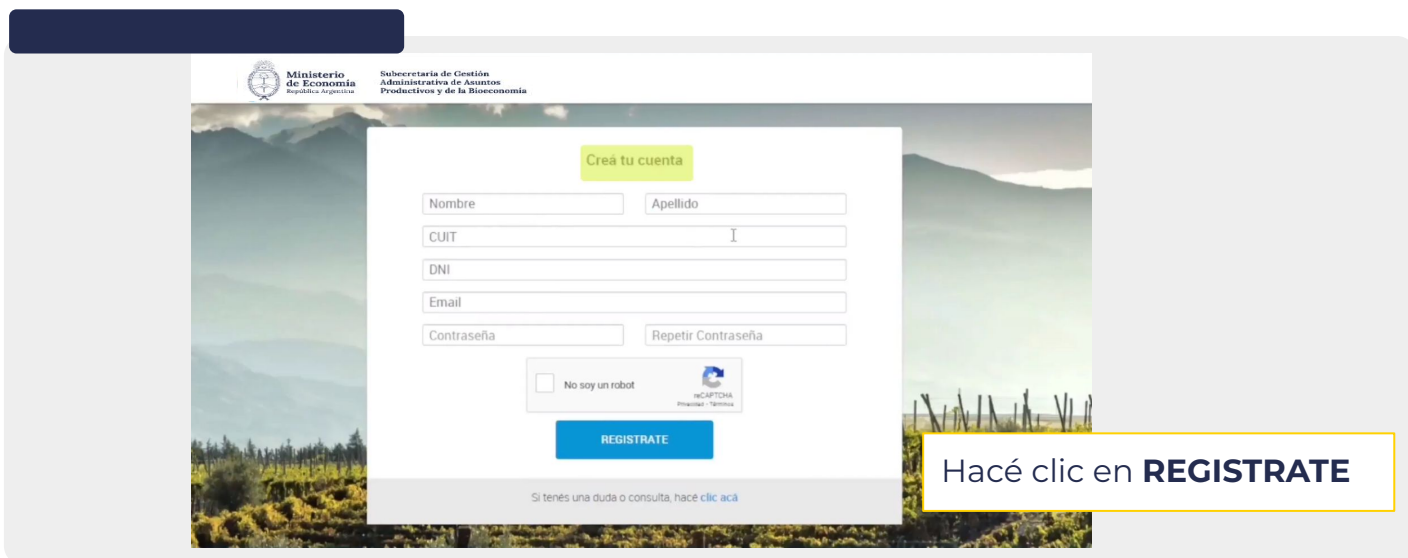 Ministerio
de Economía
República Argentina
Subecretaría de Gestión
Administrativa de Asuntos
Productivos y de la Bioeconomía
Creá tu cuenta
Nombre
Apellido
CUIT
DNI
Email
Contraseña
Repetir Contraseña
No soy un robot
reCAPTCHA
Privacidad - Términos
REGISTRATE
Si tenés una duda o consulta, hacé clic acá
Hacé clic en REGISTRATE